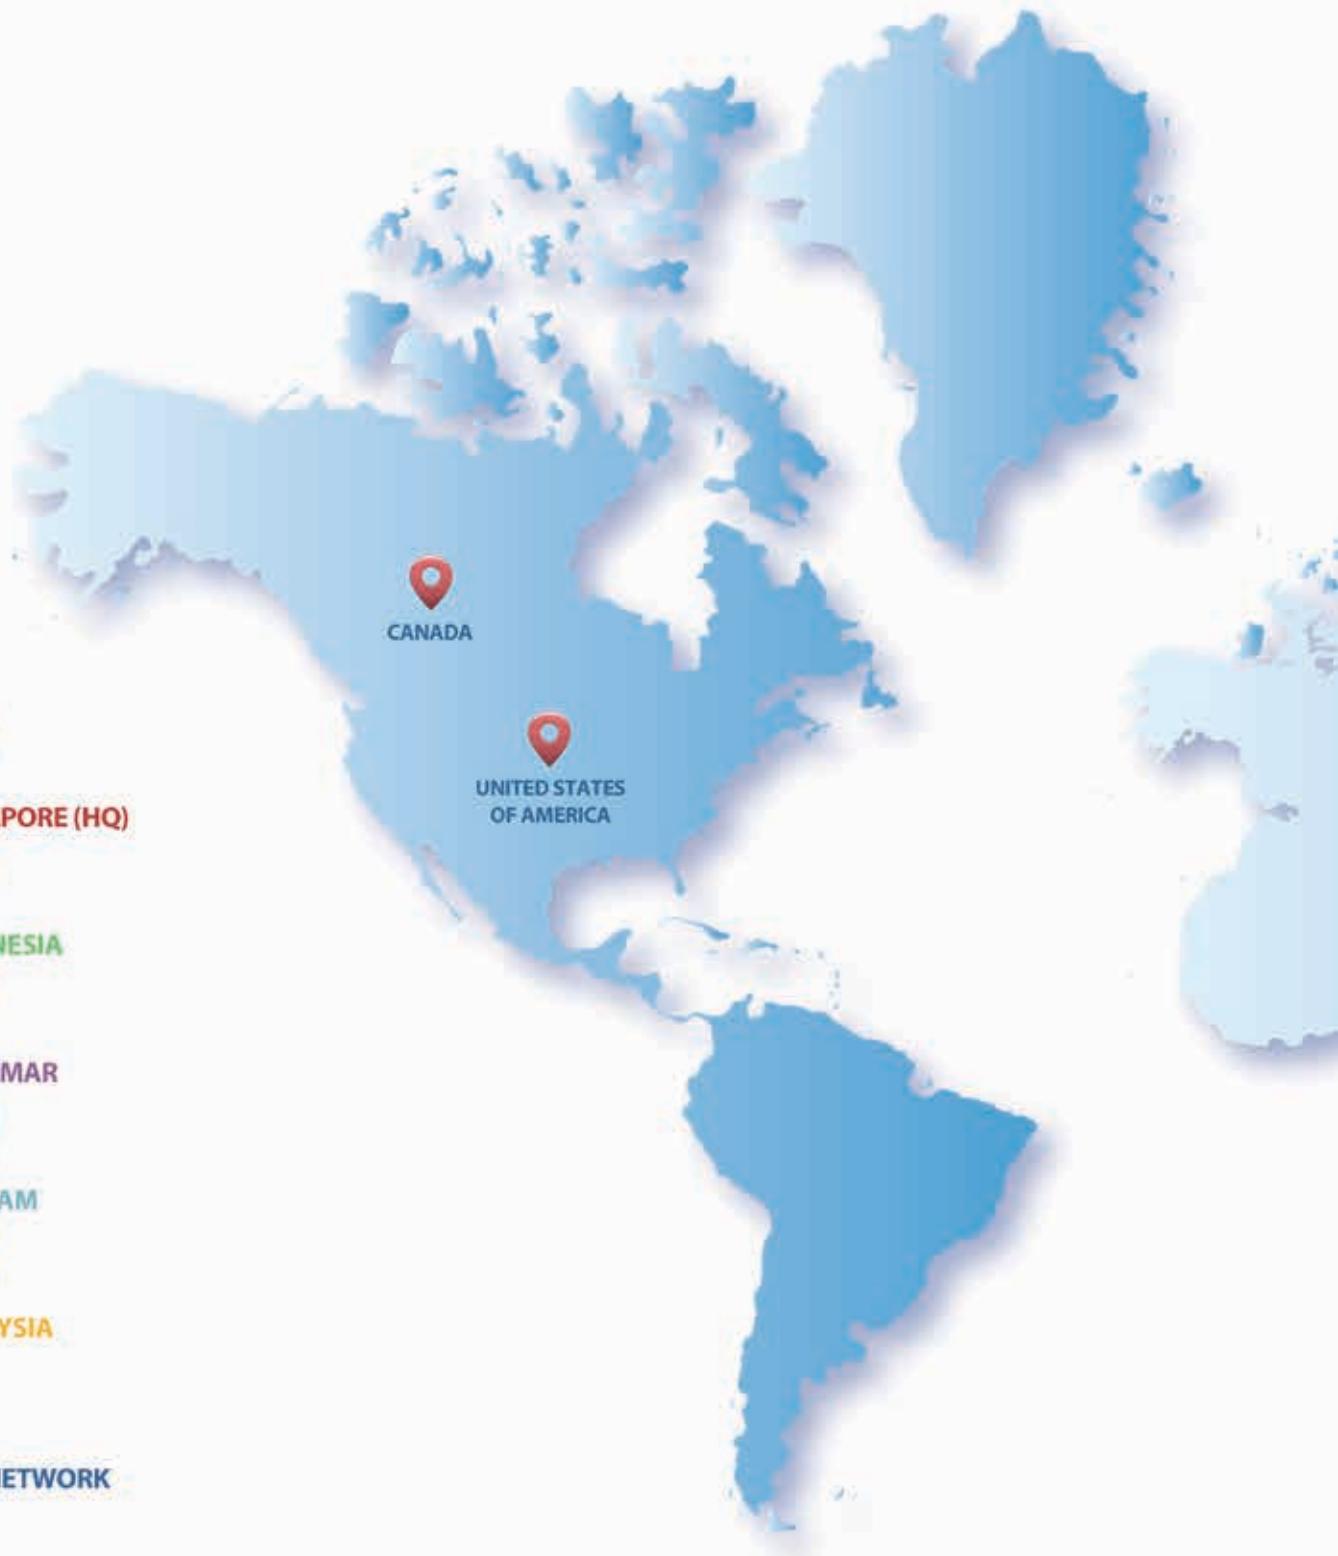 CANADA
UNITED STATES
OF AMERICA
PORE (HQ)
NESIA
MAR
AM
YSIA
ETWORK